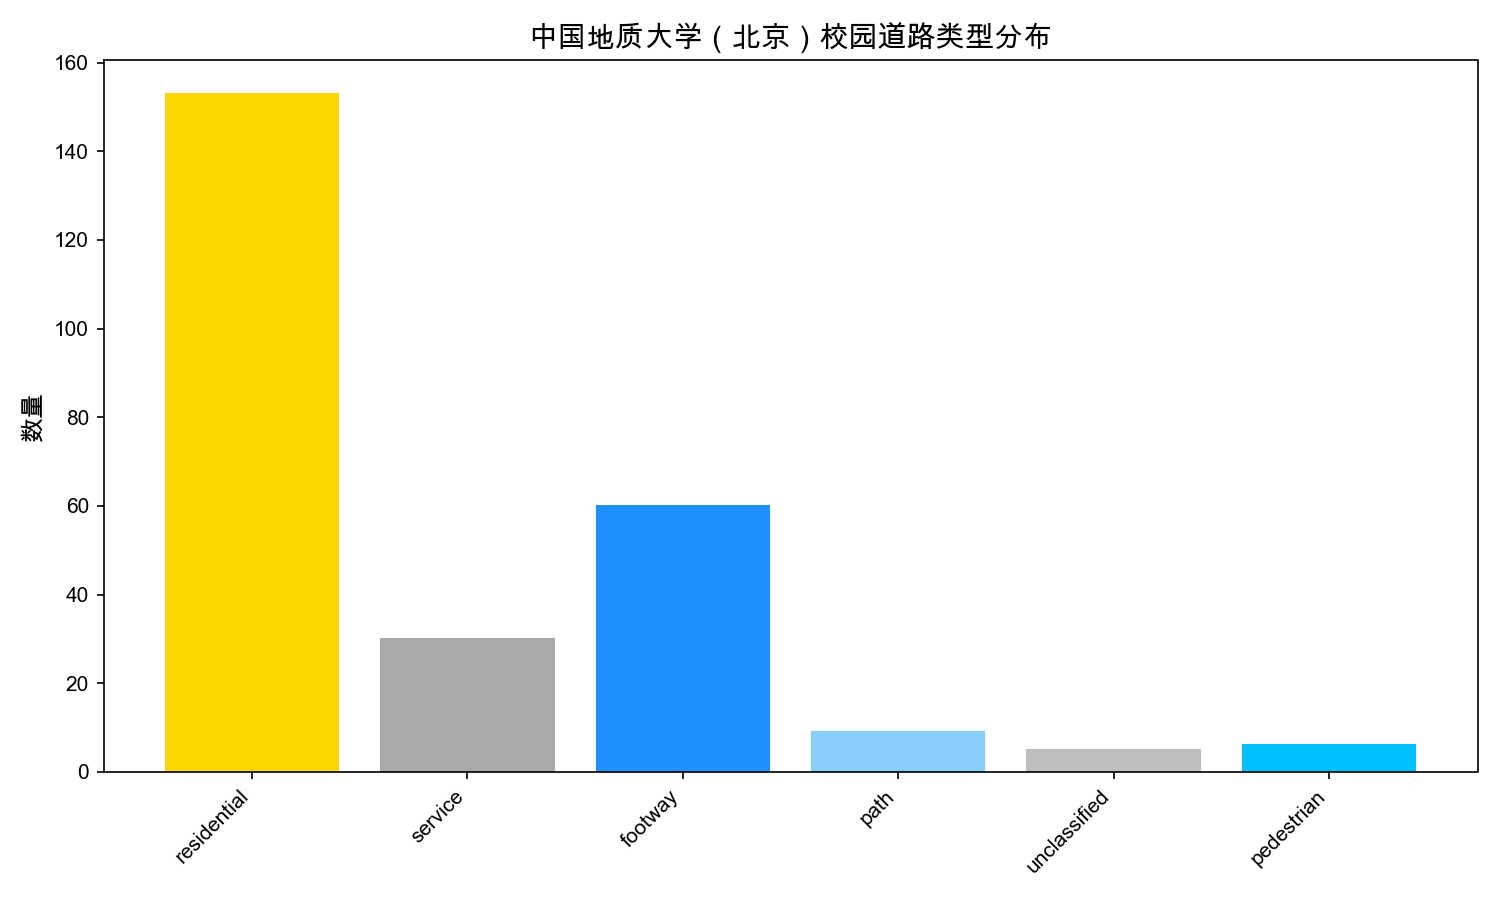 中国地质大学（北京）校园道路类型分布
数量
160
140
120
100
80
60
40
20
0
residential
service
footway
path
unclassified
pedestrian